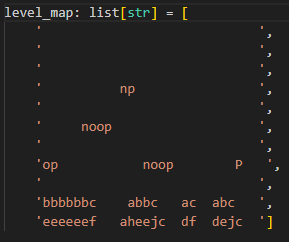 level_map: list[str] = [
    '                            ',
    '                            ',
    '                            ',
    '          np                ',
    '                            ',
    '     noop                   ',
    '                            ',
    'op           noop        P   ',
    '                            ',
    'bbbbbbc    abbc   ac  abc   ',
    'eeeeeef   aheejc  df  dejc  ']